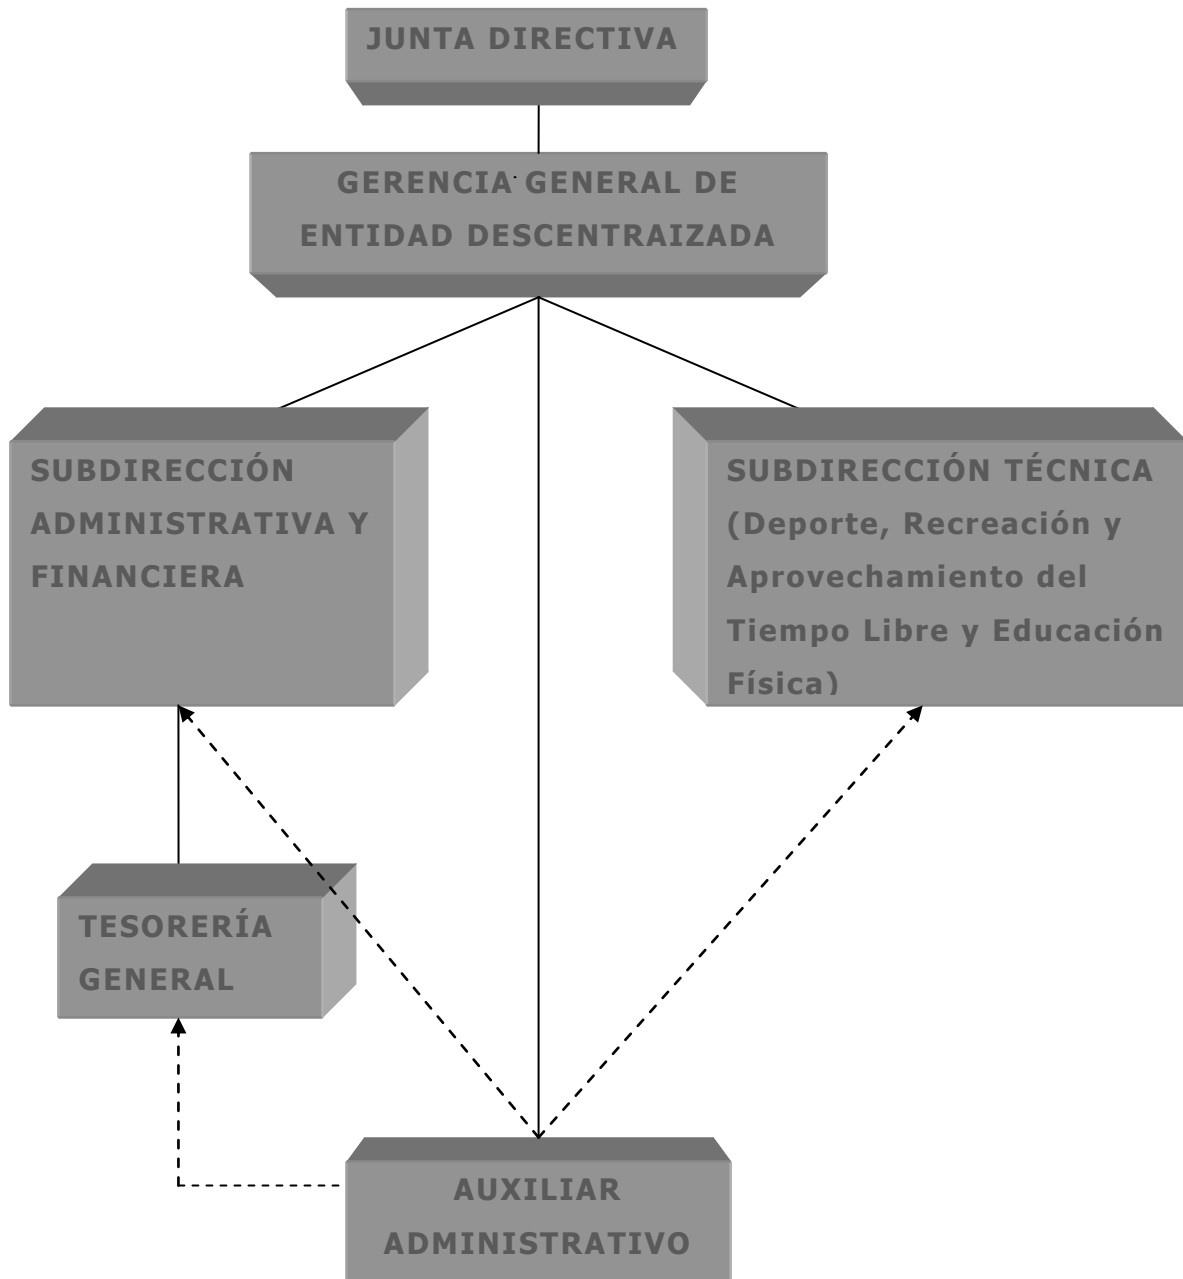 JUNTA DIRECTIVA
GERENCIA GENERAL DE
ENTIDAD DESCENTRAIZADA
SUBDIRECCIÓN
ADMINISTRATIVA Y
FINANCIERA
SUBDIRECCIÓN TÉCNICA
(Deporte, Recreación y
Aprovechamiento del
Tiempo Libre y Educación
Física)
TESORERÍA
GENERAL
AUXILIAR
ADMINISTRATIVO